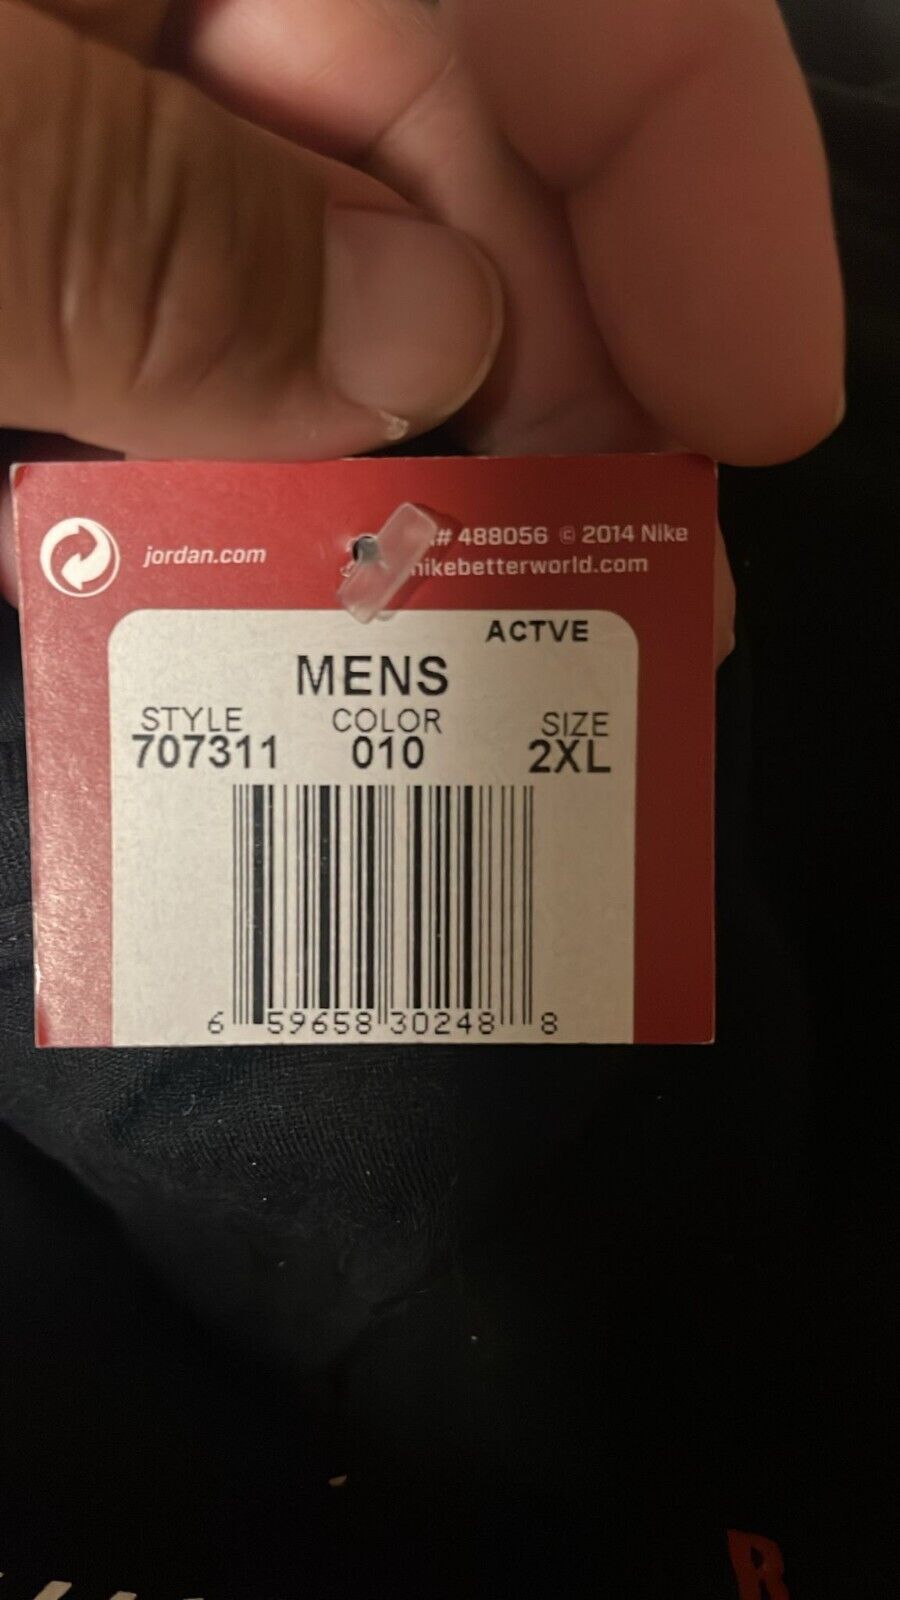 jordan.com
# 488056 © 2014 Nike
nikebetterworld.com
ACTVE
MENS
STYLE COLOR SIZE
707311 010 2XL
6 59658 30248 8
R